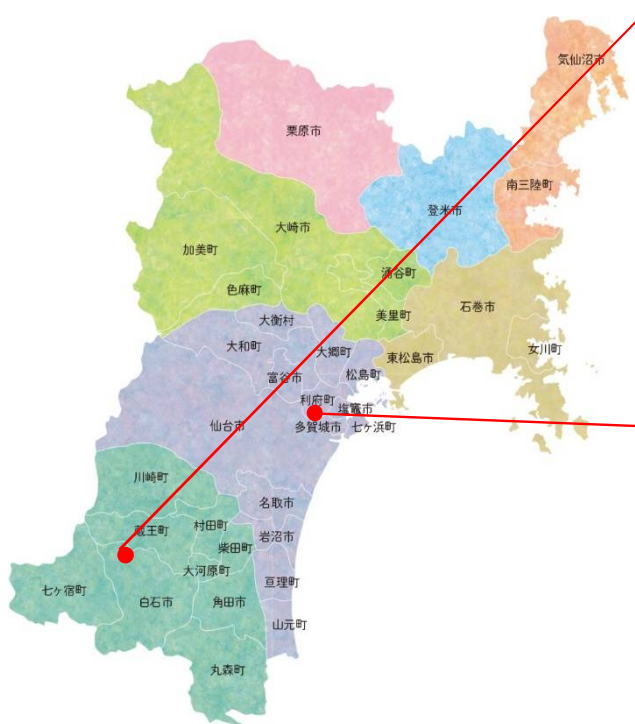 気仙沼市
栗原市
南三陸町
登米市
大崎市
加美町
涌谷町
色麻町
石巻市
美里町
大衡村
大和町
大郷町
女川町
東松島市
松島町
富谷市
利府町
塩竈市
仙台市
多賀城市
七ヶ浜町
川崎町
名取市
村田町
蔵王町
岩沼市
柴田町
大河原町
亘理町
七ヶ宿町
白石市
角田市
山元町
丸森町